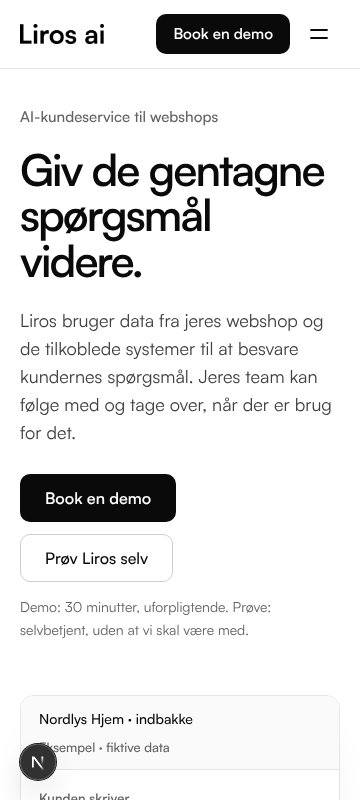 Liros ai
Book en demo
AI-kundeservice til webshops
Giv de gentagne
spørgsmål
videre.
Liros bruger data fra jeres webshop og
de tilkoblede systemer til at besvare
kundernes spørgsmål. Jeres team kan
følge med og tage over, når der er brug
for det.
Book en demo
Prøv Liros selv
Demo: 30 minutter, uforpligtende. Prøve:
selvbetjent, uden at vi skal være med.
Nordlys Hjem · indbakke
Eksempel · fiktive data
N
Kunden skriver